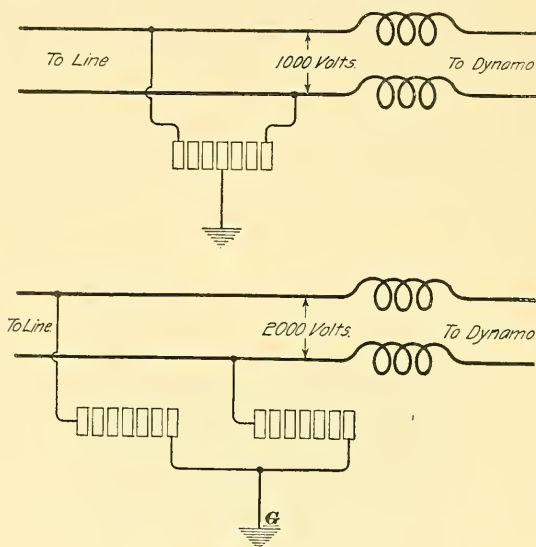 To Line
1000 Volts.
To Dynamo
To Line
2000 Volts.
To Dynamo
G